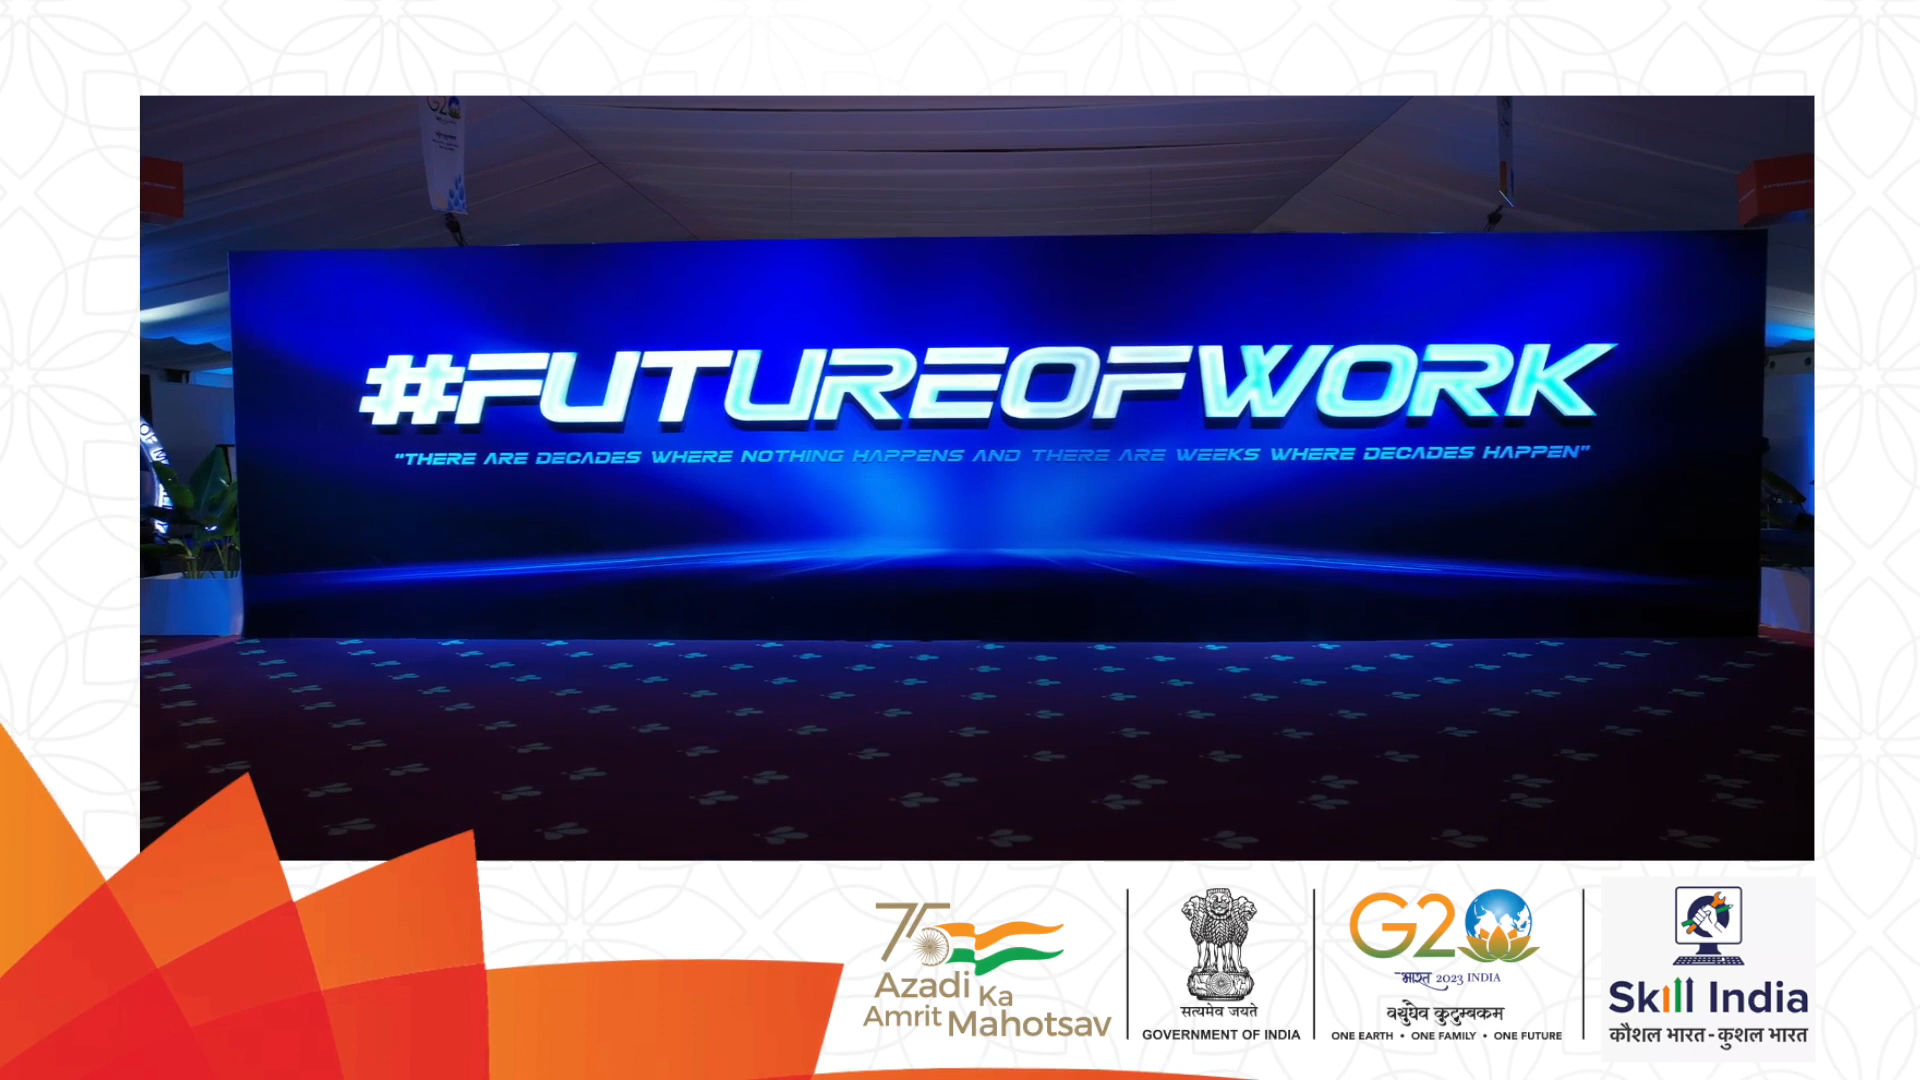 G20
#FUTUREOFWORK
"THERE ARE DECADES WHERE NOTHING HAPPENS AND THERE ARE WEEKS WHERE DECADES HAPPEN"
75
Azadi Ka
Amrit Mahotsav
सत्यमेव जयते
GOVERNMENT OF INDIA
G20
भारत 2023 INDIA
वसुधैव कुटुम्बकम
ONE EARTH • ONE FAMILY • ONE FUTURE
Skill India
कौशल भारत - कुशल भारत